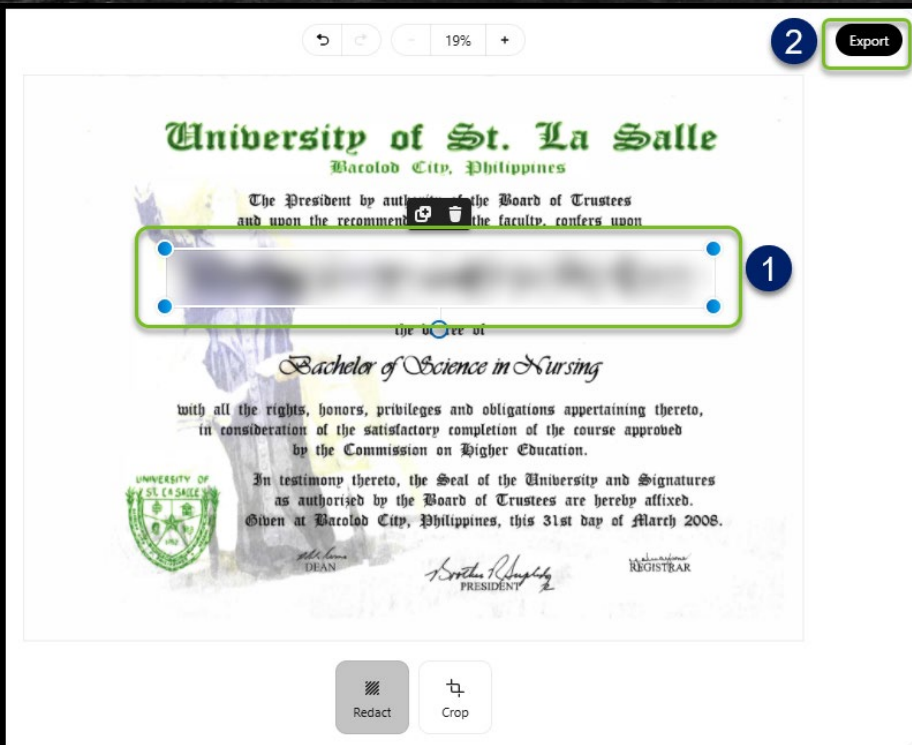 19%
2
Export
University of St. La Salle
Bacolod City, Philippines
The President by the Board of Trustees
and upon the the faculty, confers upon
1
the of
Bachelor of Science in Nursing
with all the rights, honors, privileges and obligations appertaining thereto,
in consideration of the satisfactory completion of the course approved
by the Commission on Higher Education.
In testimony thereto, the Seal of the University and Signatures
as authorized by the Board of Trustees are hereby affixed.
Given at Bacolod City, Philippines, this 31st day of March 2008.
UNIVERSITY OF
ST. LA SALLE
DEAN
PRESIDENT
REGISTRAR
Redact
Crop